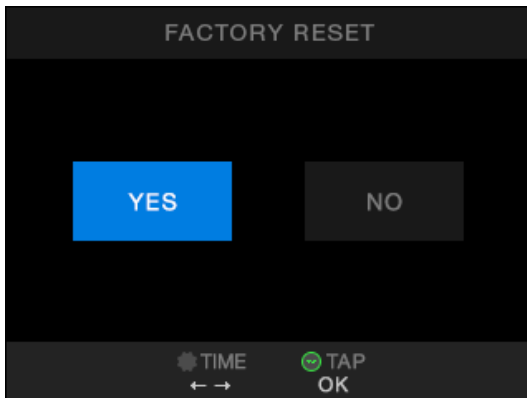 FACTORY RESET
YES NO
TIME TAP
← → OK